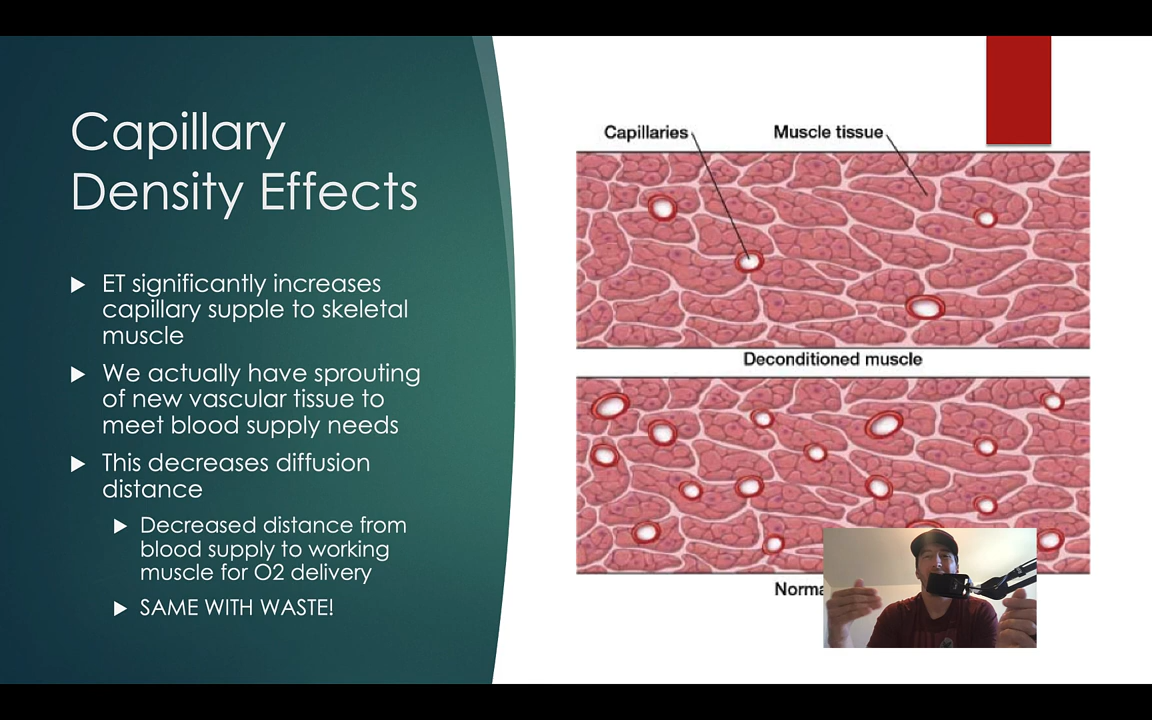 Capillary
Density Effects
ET significantly increases
capillary supple to skeletal
muscle
We actually have sprouting
of new vascular tissue to
meet blood supply needs
This decreases diffusion
distance
Decreased distance from
blood supply to working
muscle for O2 delivery
SAME WITH WASTE!
Capillaries
Muscle tissue
Deconditioned muscle